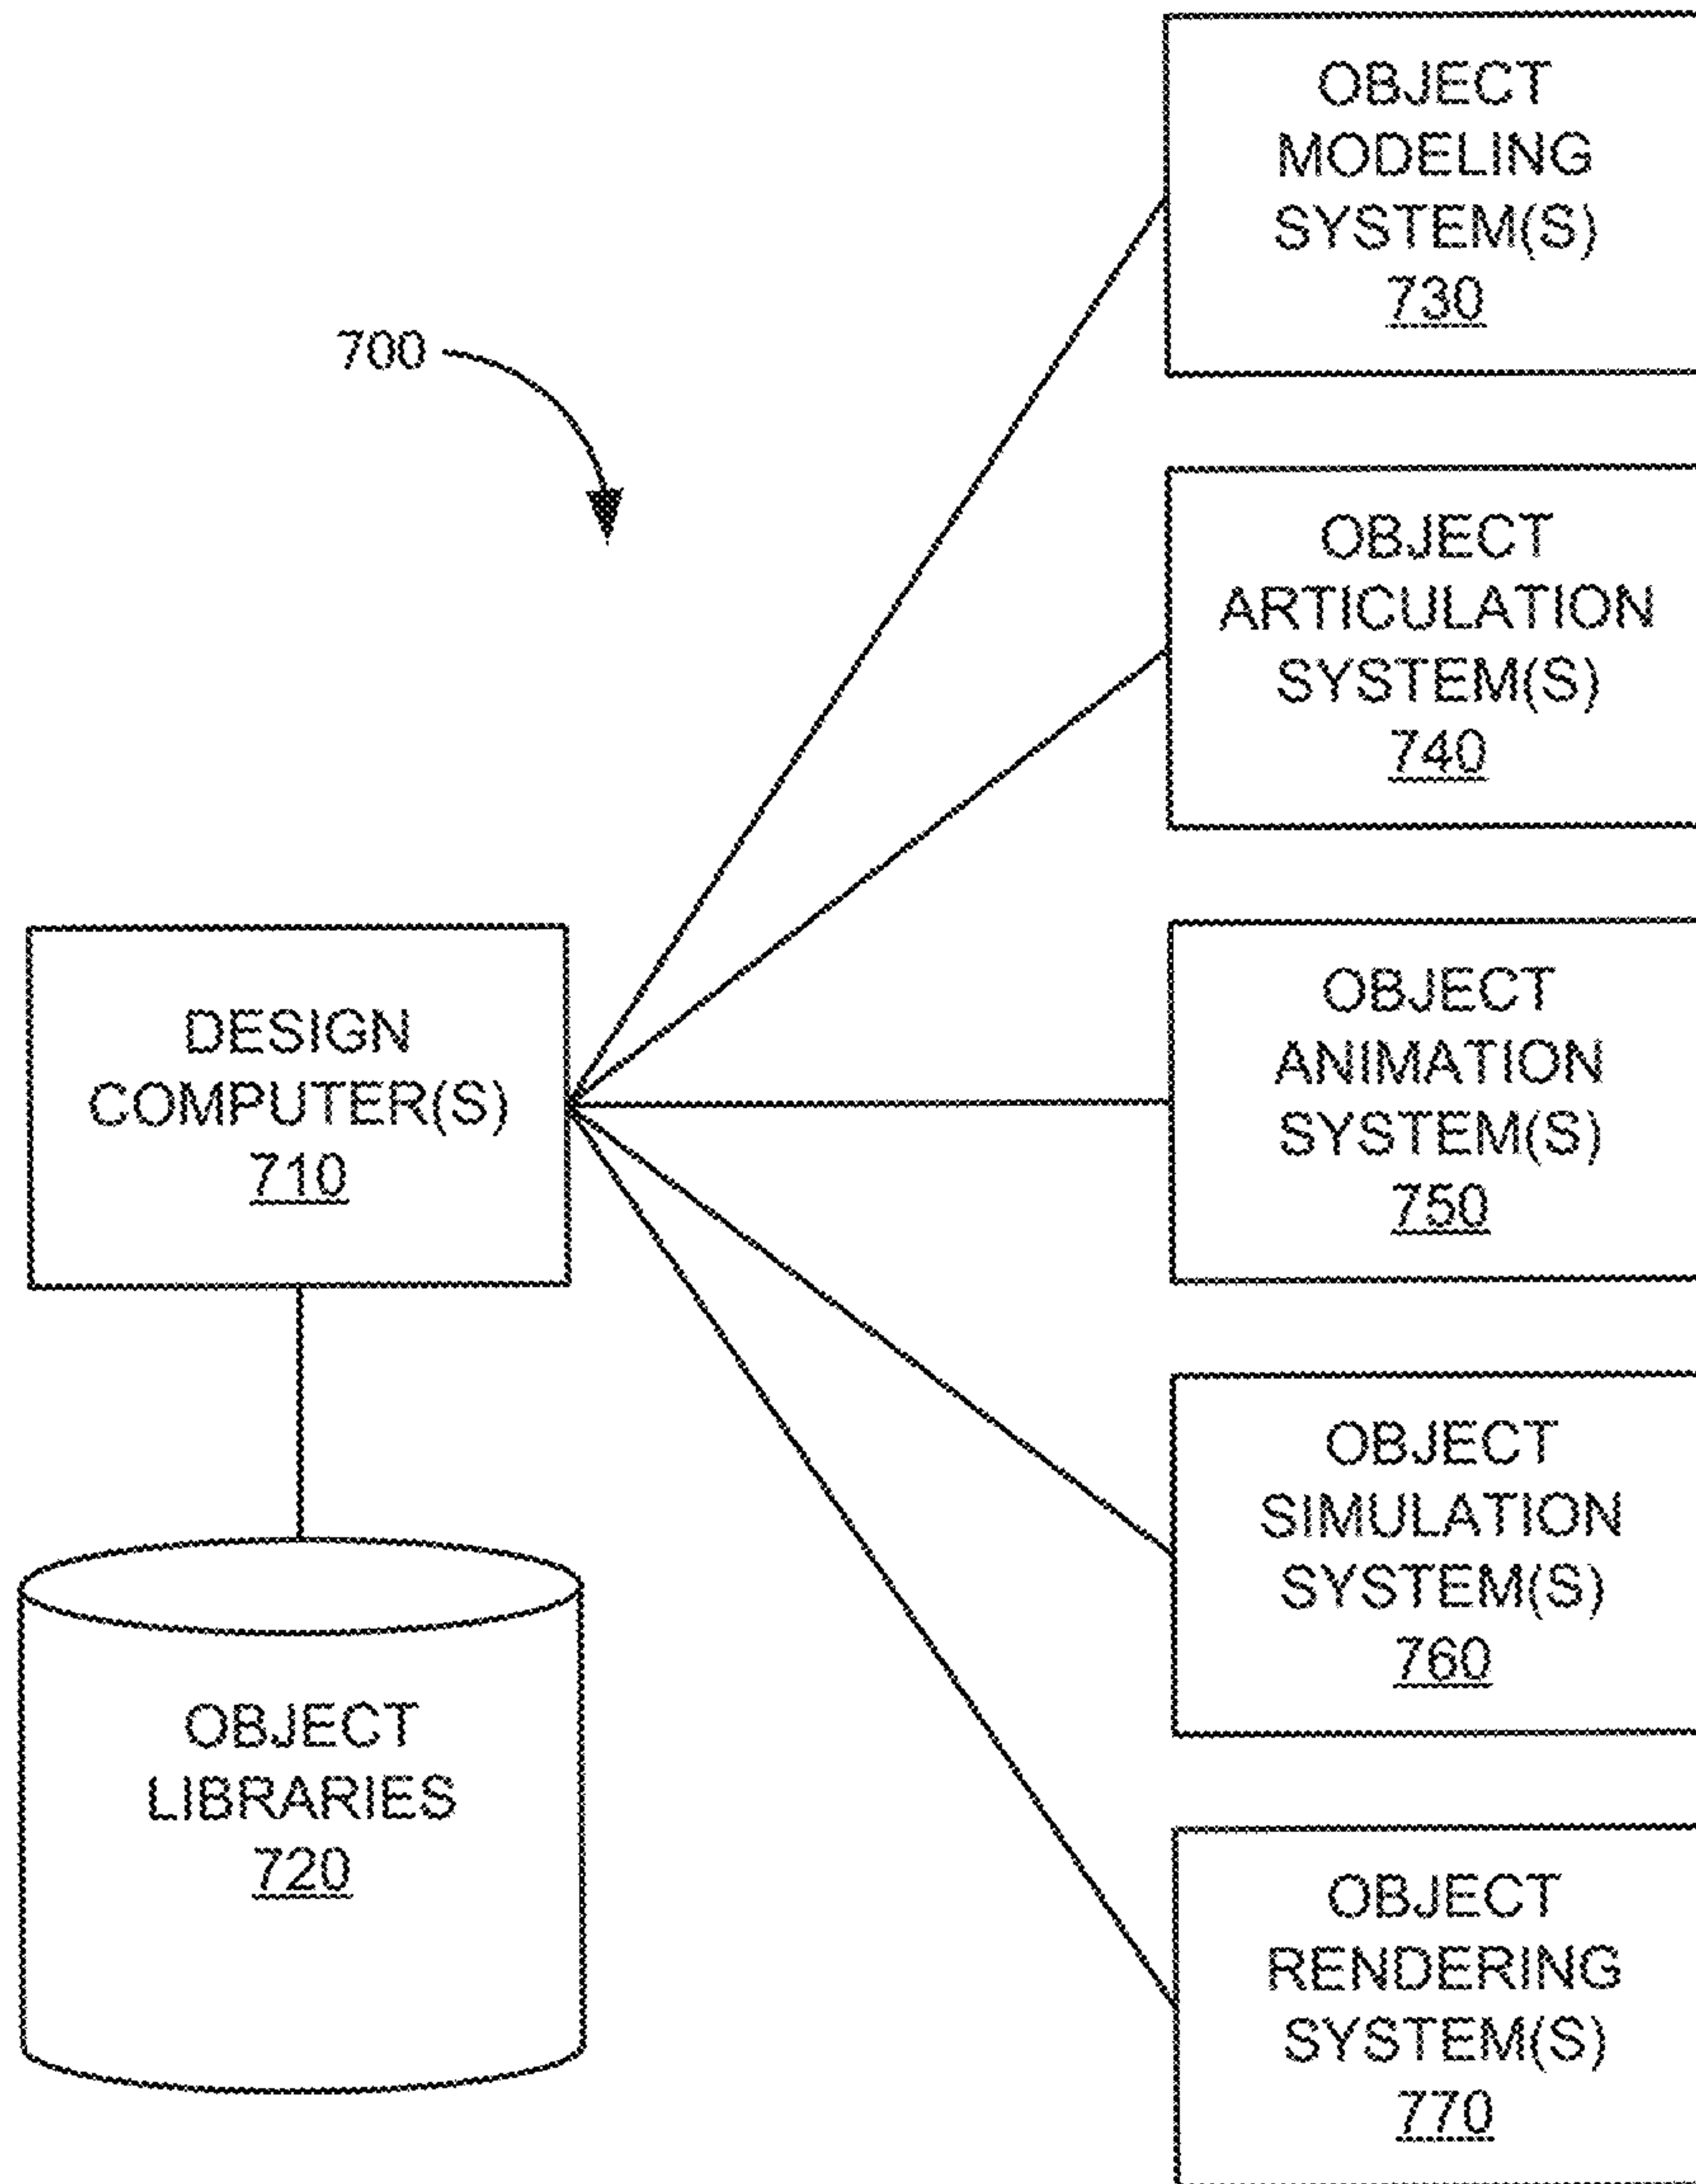 700
DESIGN
COMPUTER(S)
710
OBJECT
LIBRARIES
720
OBJECT
MODELING
SYSTEM(S)
730
OBJECT
ARTICULATION
SYSTEM(S)
740
OBJECT
ANIMATION
SYSTEM(S)
750
OBJECT
SIMULATION
SYSTEM(S)
760
OBJECT
RENDERING
SYSTEM(S)
770